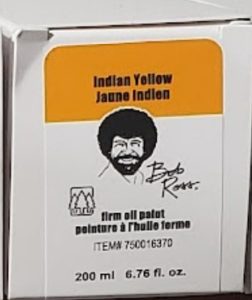 Indian Yellow
Jaune Indien
Bob
Ross.
firm oil paint
peinture à l'huile ferme
ITEM# 750016370
200 ml 6.76 fl. oz.